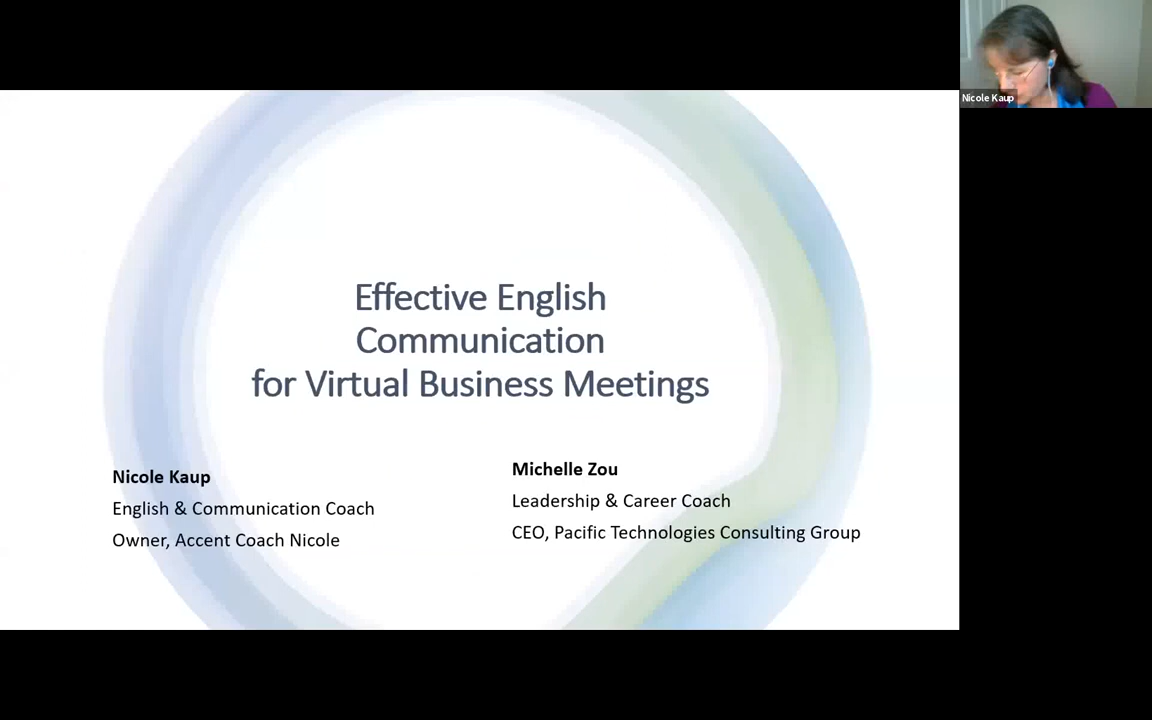 Nicole Kaup
Effective English
Communication
for Virtual Business Meetings
Nicole Kaup
English & Communication Coach
Owner, Accent Coach Nicole
Michelle Zou
Leadership & Career Coach
CEO, Pacific Technologies Consulting Group